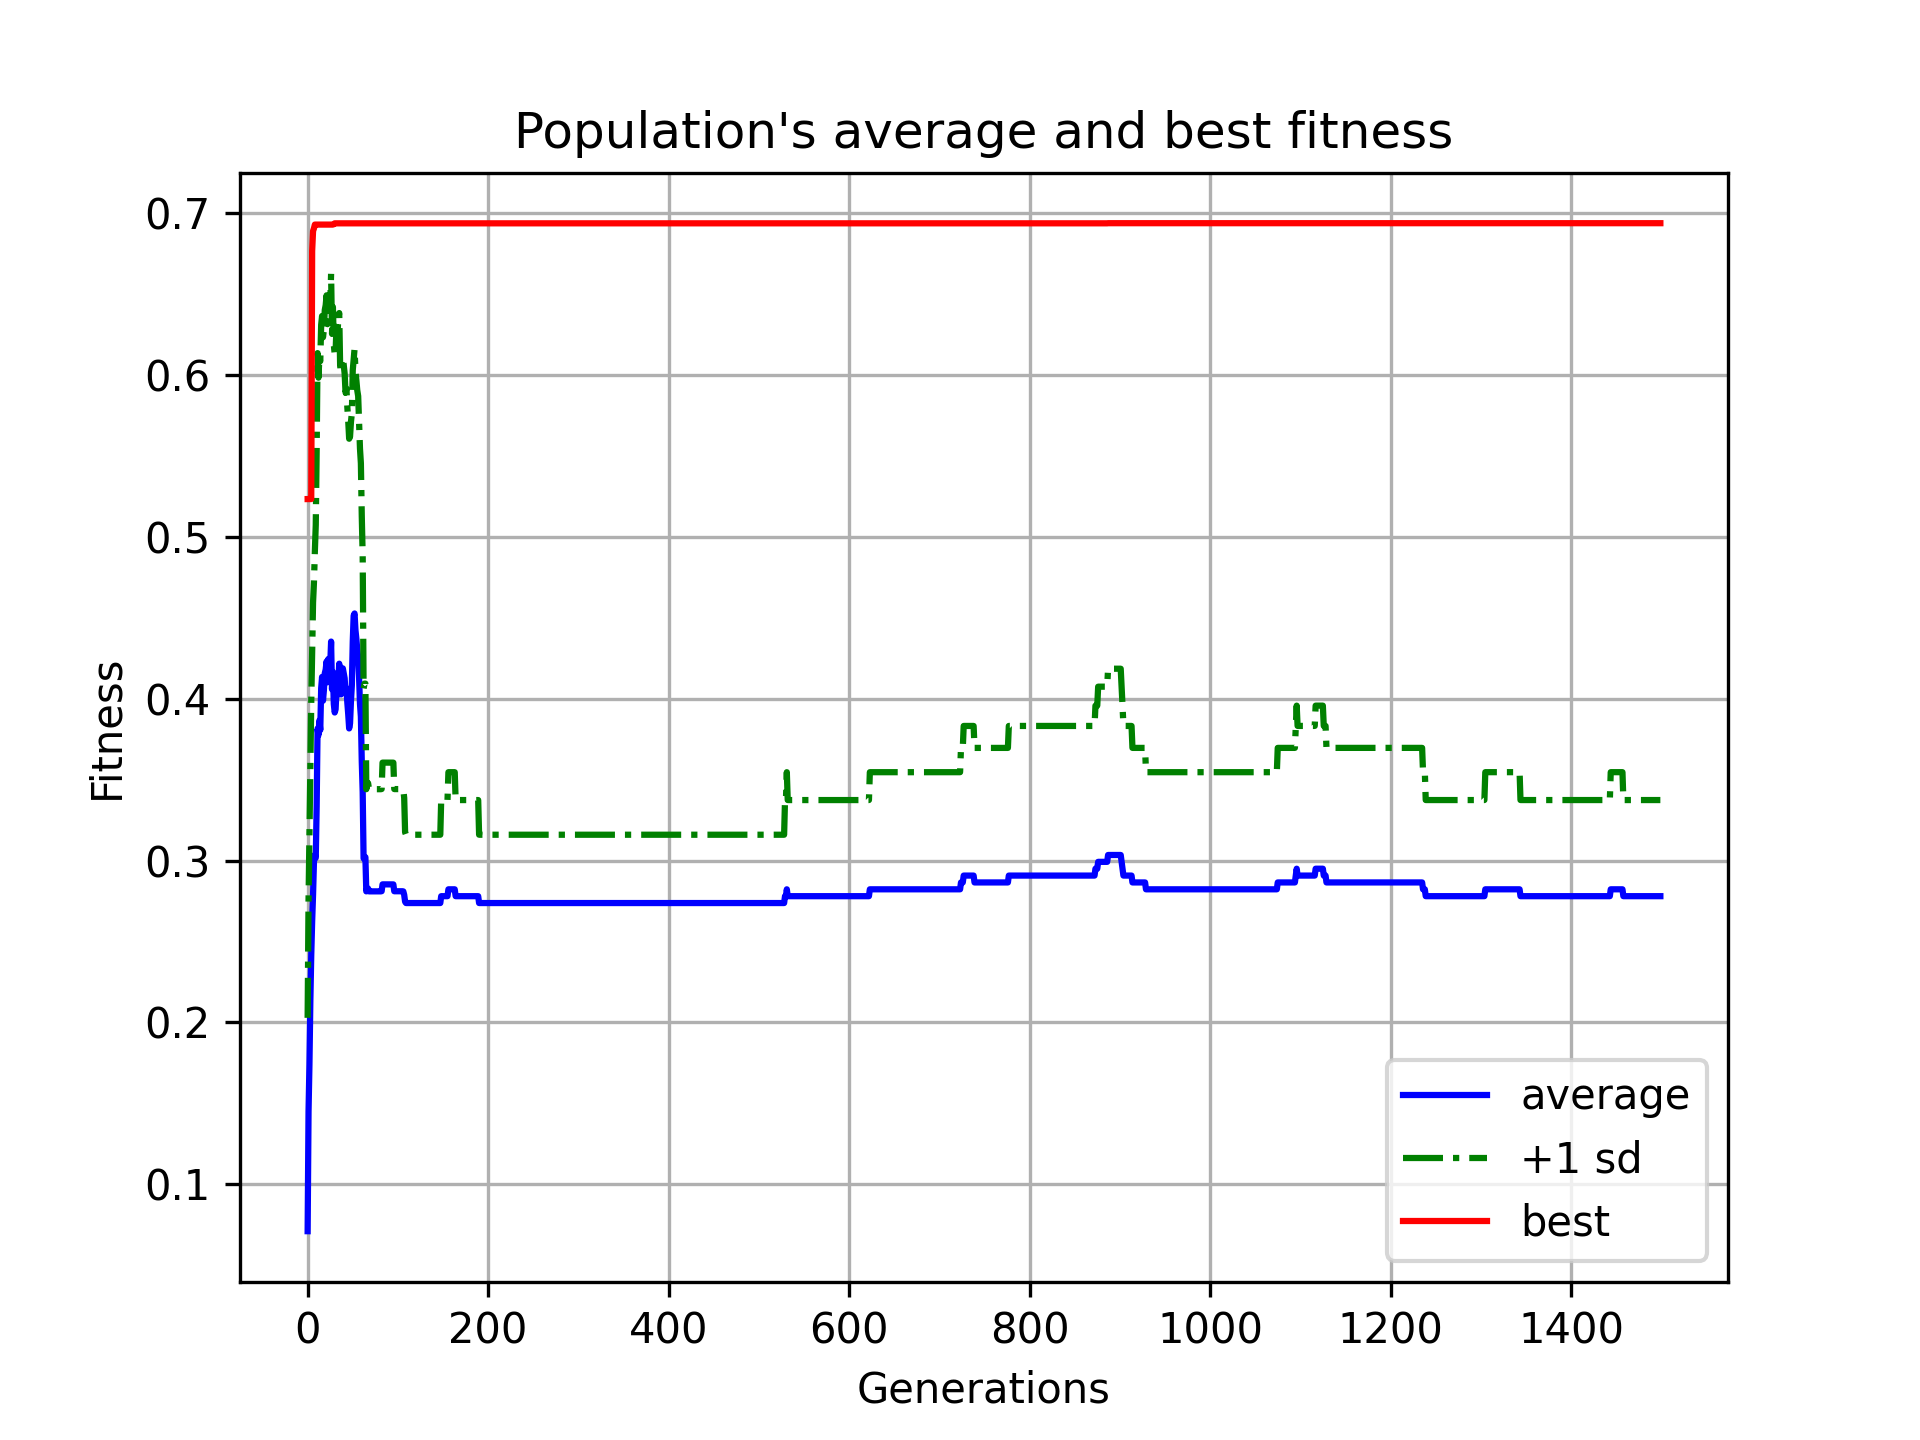 Population's average and best fitness
0.7
0.6
0.5
0.4
0.3
0.2
0.1
Fitness
average
+1 sd
best
0 200 400 600 800 1000 1200 1400
Generations